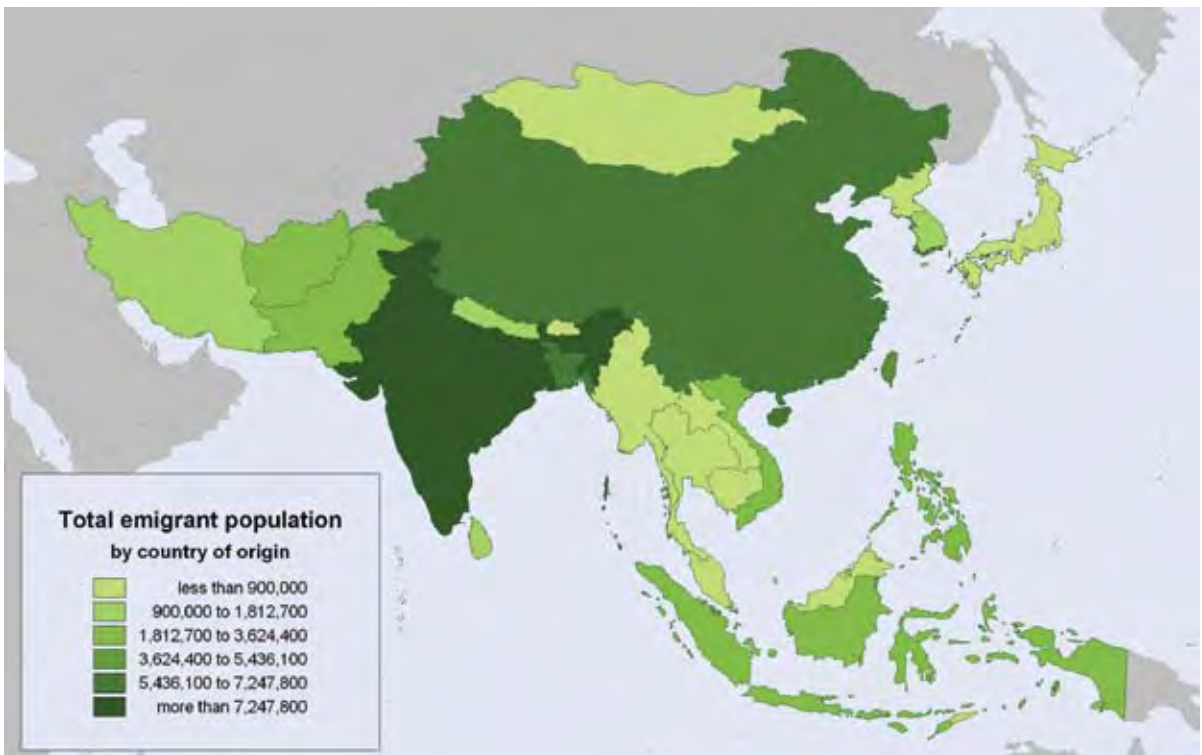 Total emigrant population
by country of origin
less than 900,000
900,000 to 1,812,700
1,812,700 to 3,624,400
3,624,400 to 5,436,100
5,436,100 to 7,247,800
more than 7,247,800